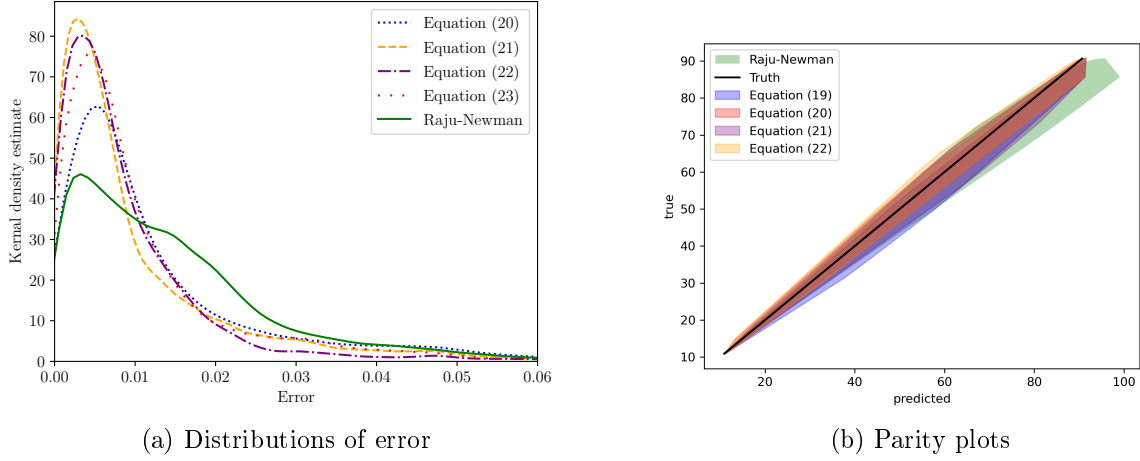 Kernal density estimate
80
70
60
50
40
30
20
10
0
0.00 0.01 0.02 0.03 0.04 0.05 0.06
Error
Equation (20)
Equation (21)
Equation (22)
Equation (23)
Raju-Newman
(a) Distributions of error
true
90
80
70
60
50
40
30
20
10
20 40 60 80 100
predicted
Raju-Newman
Truth
Equation (19)
Equation (20)
Equation (21)
Equation (22)
(b) Parity plots